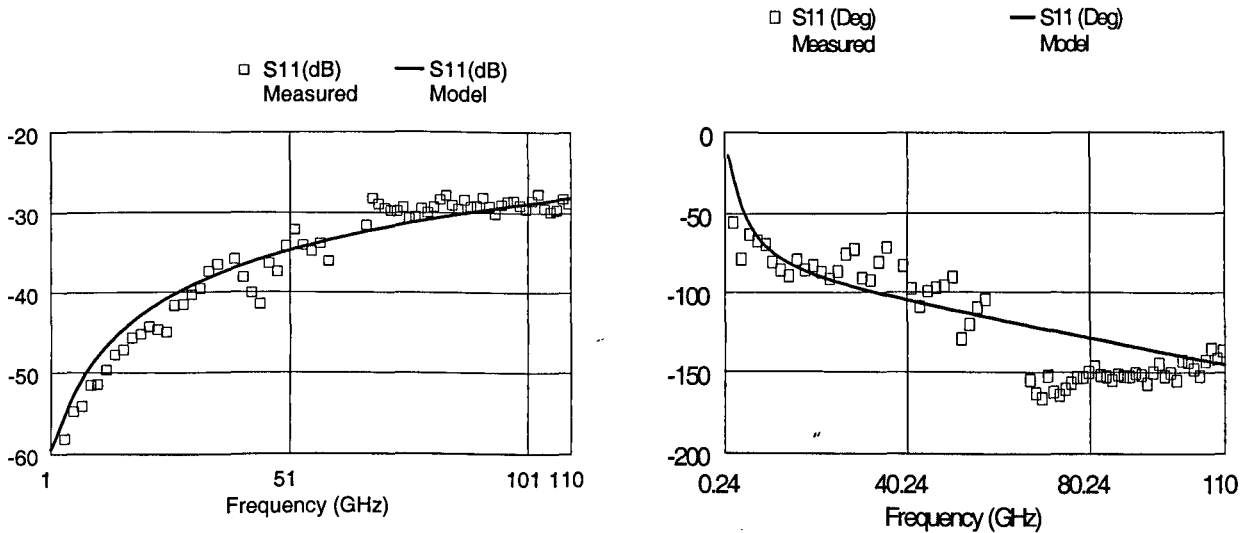 S11(dB) S11(dB)
Measured Model
-20
-30
-40
-50
-60
1 51 101 110
Frequency (GHz)
S11 (Deg) S11 (Deg)
Measured Model
0
-50
-100
-150
-200
0.24 40.24 80.24 110
Frequency (GHz)